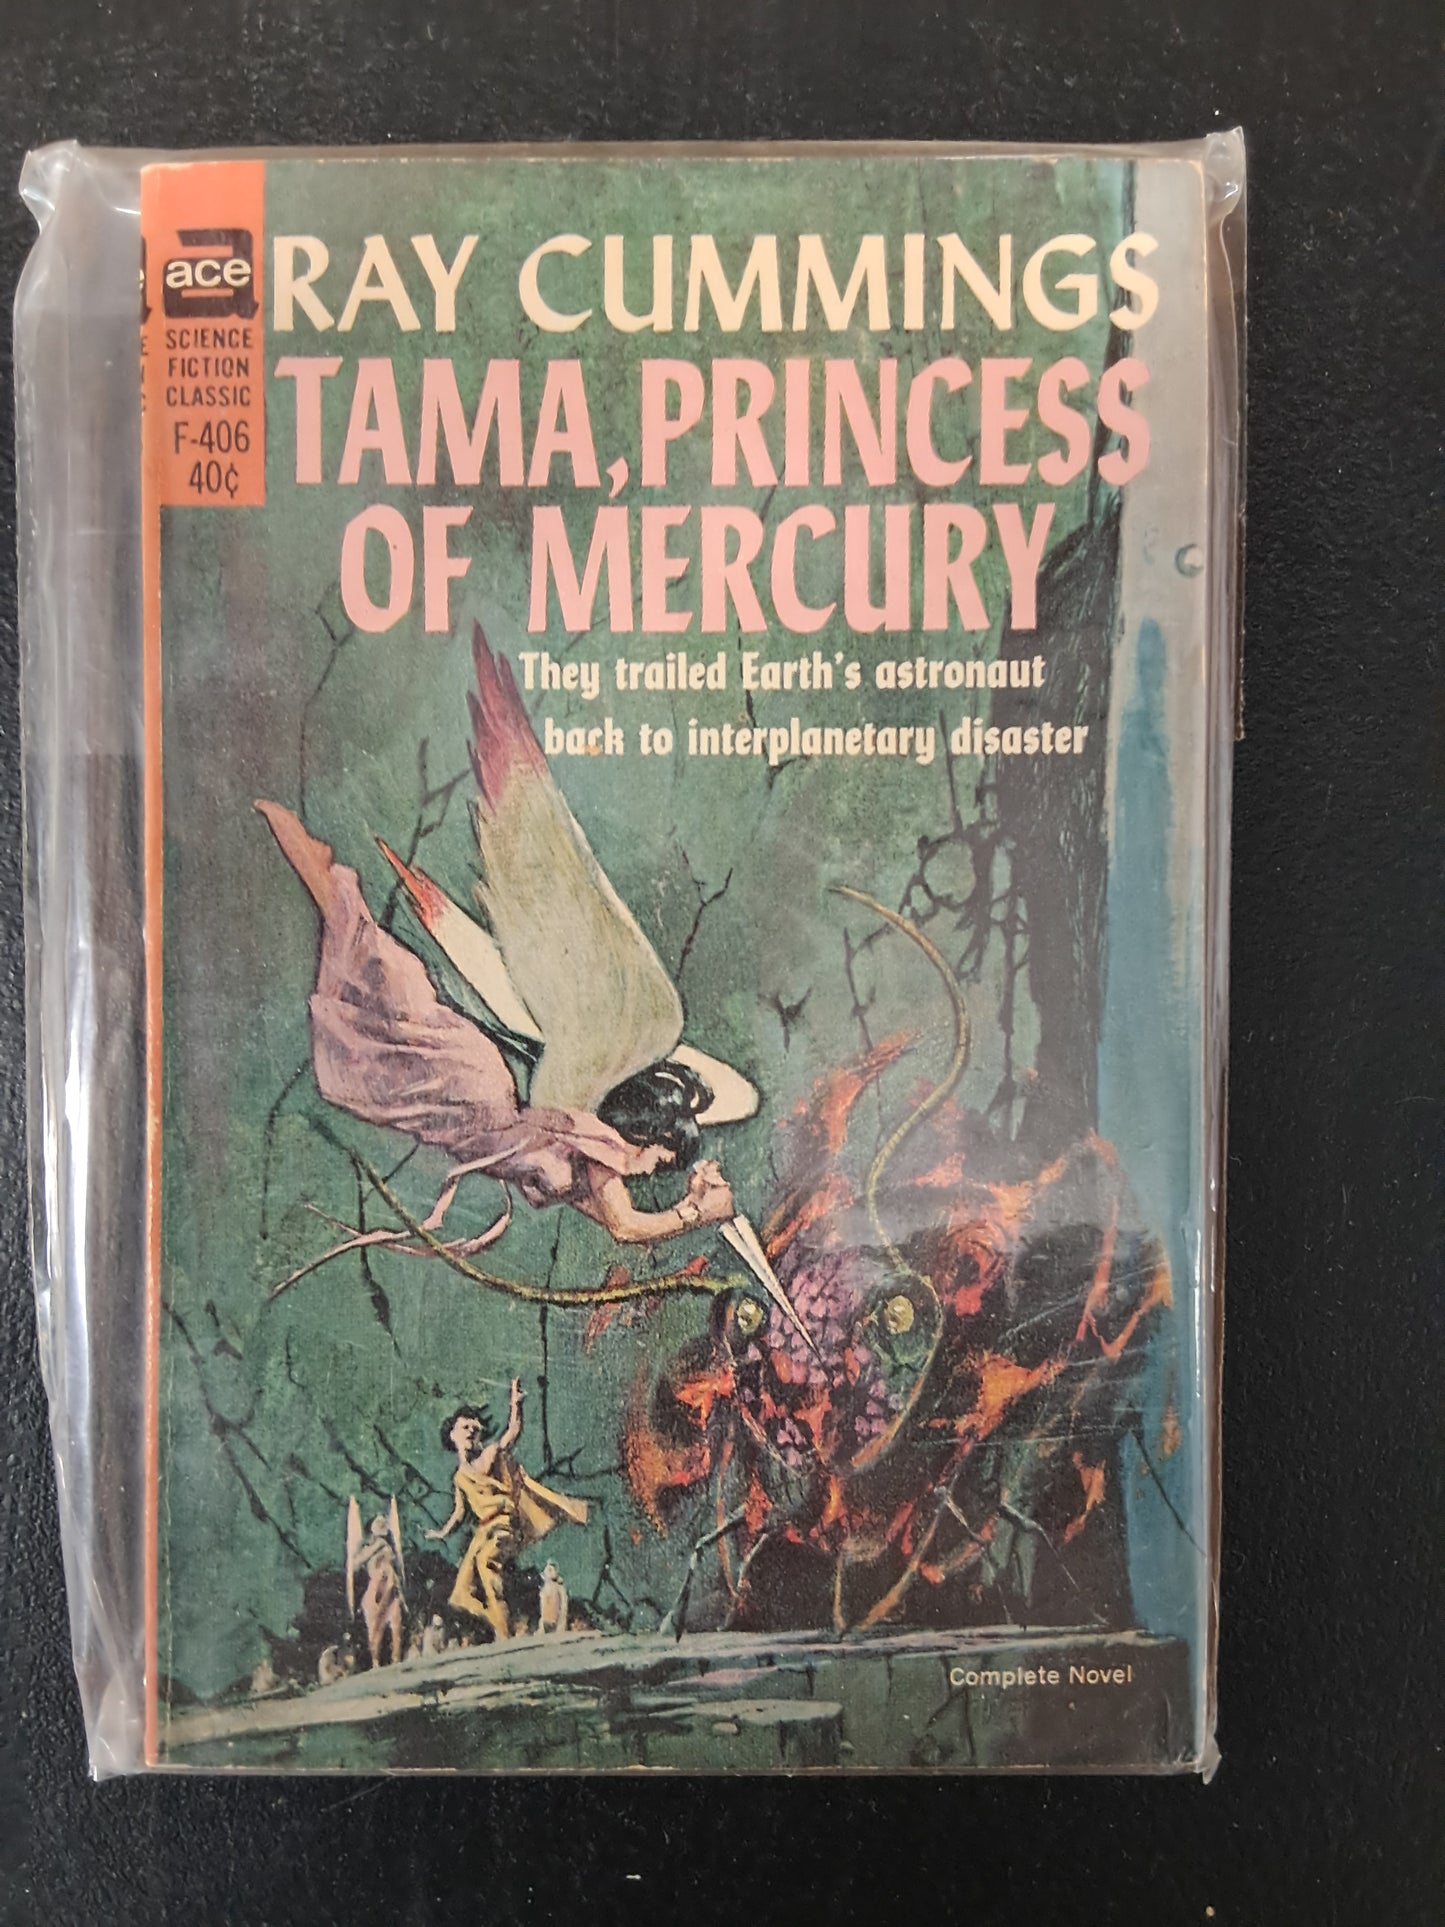 ace
SCIENCE
FICTION
CLASSIC
F-406
40¢
RAY CUMMINGS
TAMA, PRINCESS
OF MERCURY
They trailed Earth's astronaut
back to interplanetary disaster
Complete Novel